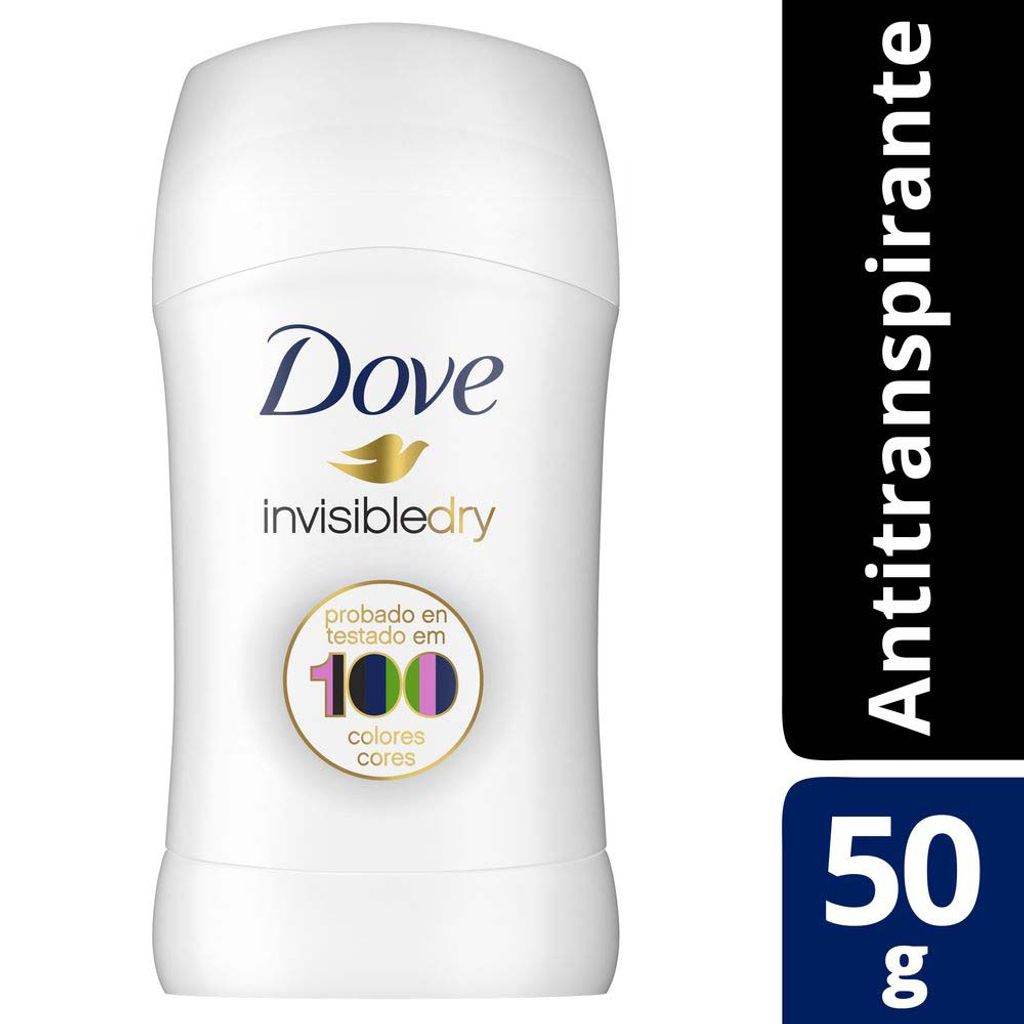 Dove
invisibledry
probado en
testado em
100
colores
cores
Antitranspirante
50
g